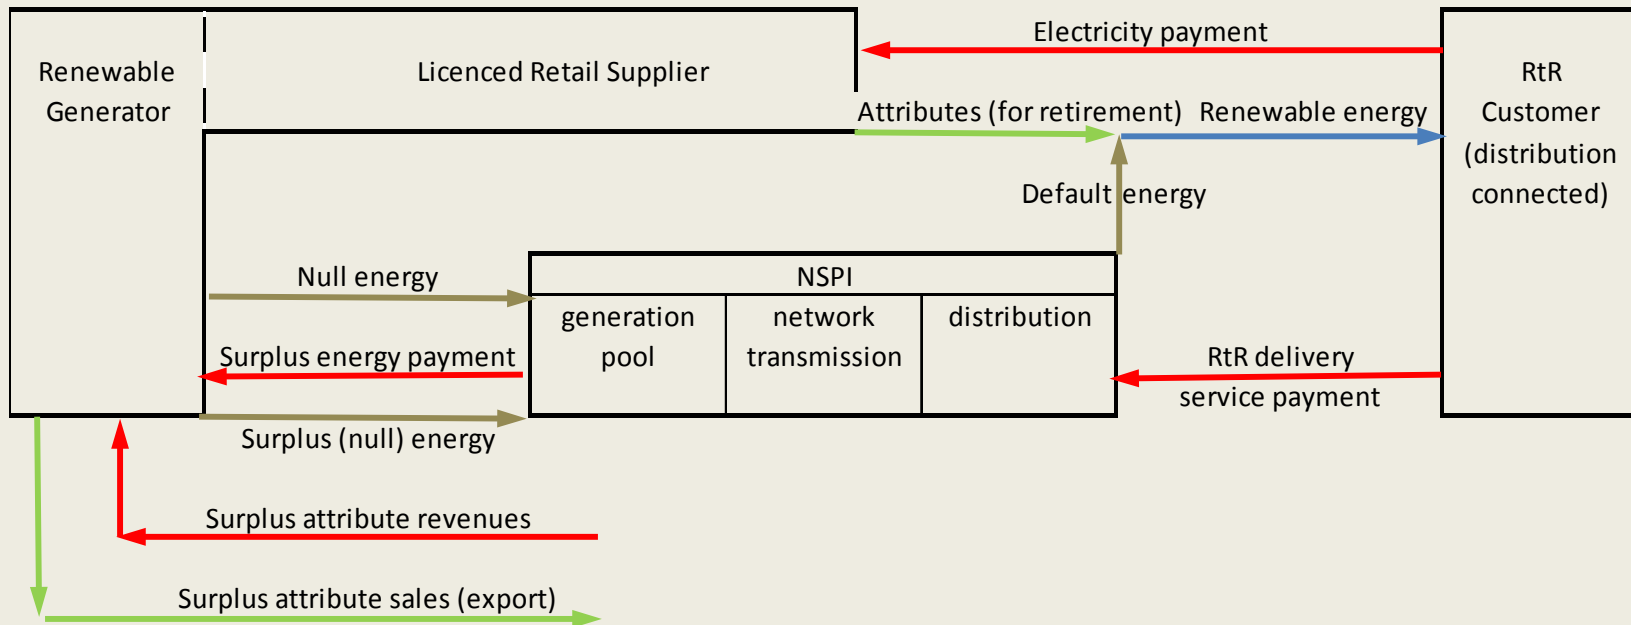 Electricity payment
Renewable
Generator
Licenced Retail Supplier
RtR
Customer
(distribution
connected)
Attributes (for retirement)
Renewable energy
Default energy
Null energy
NSPI
generation
pool
network
transmission
distribution
Surplus energy payment
RtR delivery
service payment
Surplus (null) energy
Surplus attribute revenues
Surplus attribute sales (export)